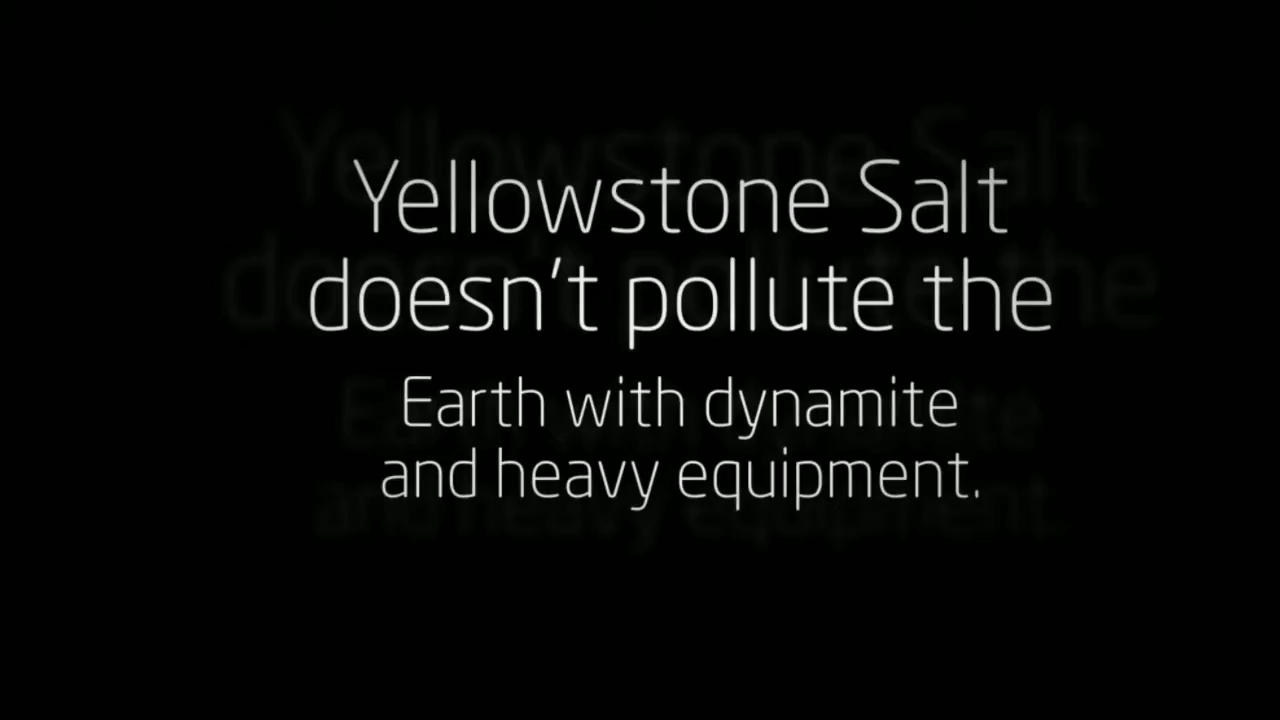 Yellowstone Salt
doesn't pollute the
Earth with dynamite
and heavy equipment.